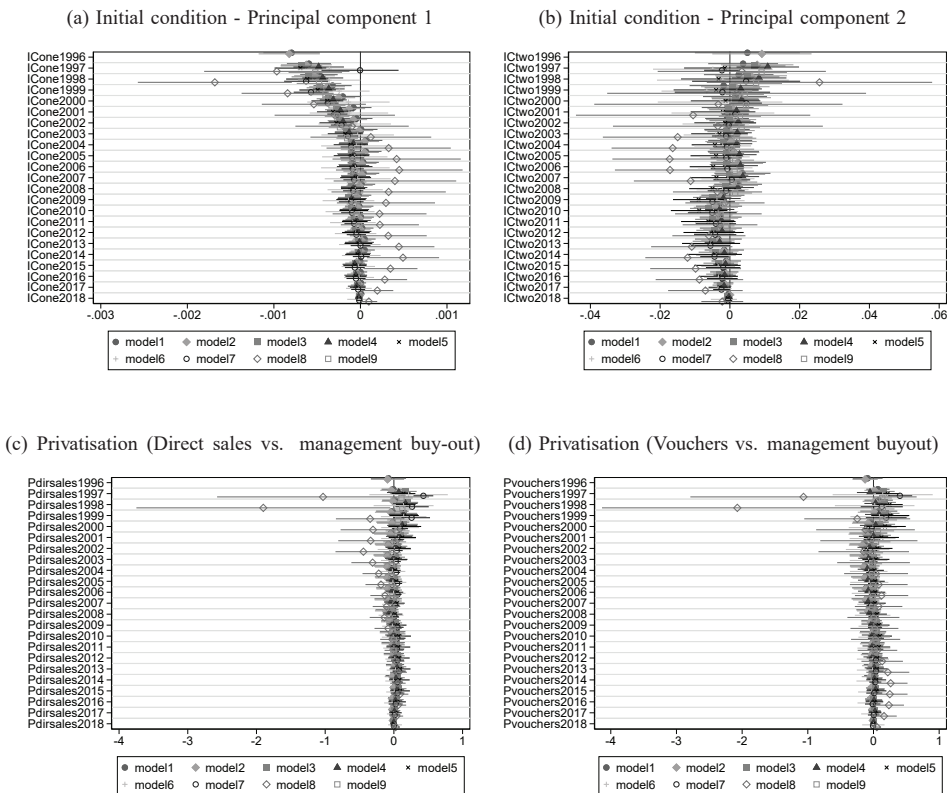 (a) Initial condition - Principal component 1
ICone1996
ICone1997
ICone1998
ICone1999
ICone2000
ICone2001
ICone2002
ICone2003
ICone2004
ICone2005
ICone2006
ICone2007
ICone2008
ICone2009
ICone2010
ICone2011
ICone2012
ICone2013
ICone2014
ICone2015
ICone2016
ICone2017
ICone2018
-.003 -.002 -.001 0 .001
model1 model2 model3 model4 model5
model6 model7 model8 model9
(b) Initial condition - Principal component 2
ICtwo1996
ICtwo1997
ICtwo1998
ICtwo1999
ICtwo2000
ICtwo2001
ICtwo2002
ICtwo2003
ICtwo2004
ICtwo2005
ICtwo2006
ICtwo2007
ICtwo2008
ICtwo2009
ICtwo2010
ICtwo2011
ICtwo2012
ICtwo2013
ICtwo2014
ICtwo2015
ICtwo2016
ICtwo2017
ICtwo2018
-.04 -.02 0 .02 .04 .06
model1 model2 model3 model4 model5
model6 model7 model8 model9
(c) Privatisation (Direct sales vs. management buy-out)
Pdirsales1996
Pdirsales1997
Pdirsales1998
Pdirsales1999
Pdirsales2000
Pdirsales2001
Pdirsales2002
Pdirsales2003
Pdirsales2004
Pdirsales2005
Pdirsales2006
Pdirsales2007
Pdirsales2008
Pdirsales2009
Pdirsales2010
Pdirsales2011
Pdirsales2012
Pdirsales2013
Pdirsales2014
Pdirsales2015
Pdirsales2016
Pdirsales2017
Pdirsales2018
-4 -3 -2 -1 0 1
model1 model2 model3 model4 model5
model6 model7 model8 model9
(d) Privatisation (Vouchers vs. management buyout)
Pvouchers1996
Pvouchers1997
Pvouchers1998
Pvouchers1999
Pvouchers2000
Pvouchers2001
Pvouchers2002
Pvouchers2003
Pvouchers2004
Pvouchers2005
Pvouchers2006
Pvouchers2007
Pvouchers2008
Pvouchers2009
Pvouchers2010
Pvouchers2011
Pvouchers2012
Pvouchers2013
Pvouchers2014
Pvouchers2015
Pvouchers2016
Pvouchers2017
Pvouchers2018
-4 -3 -2 -1 0 1
model1 model2 model3 model4 model5
model6 model7 model8 model9